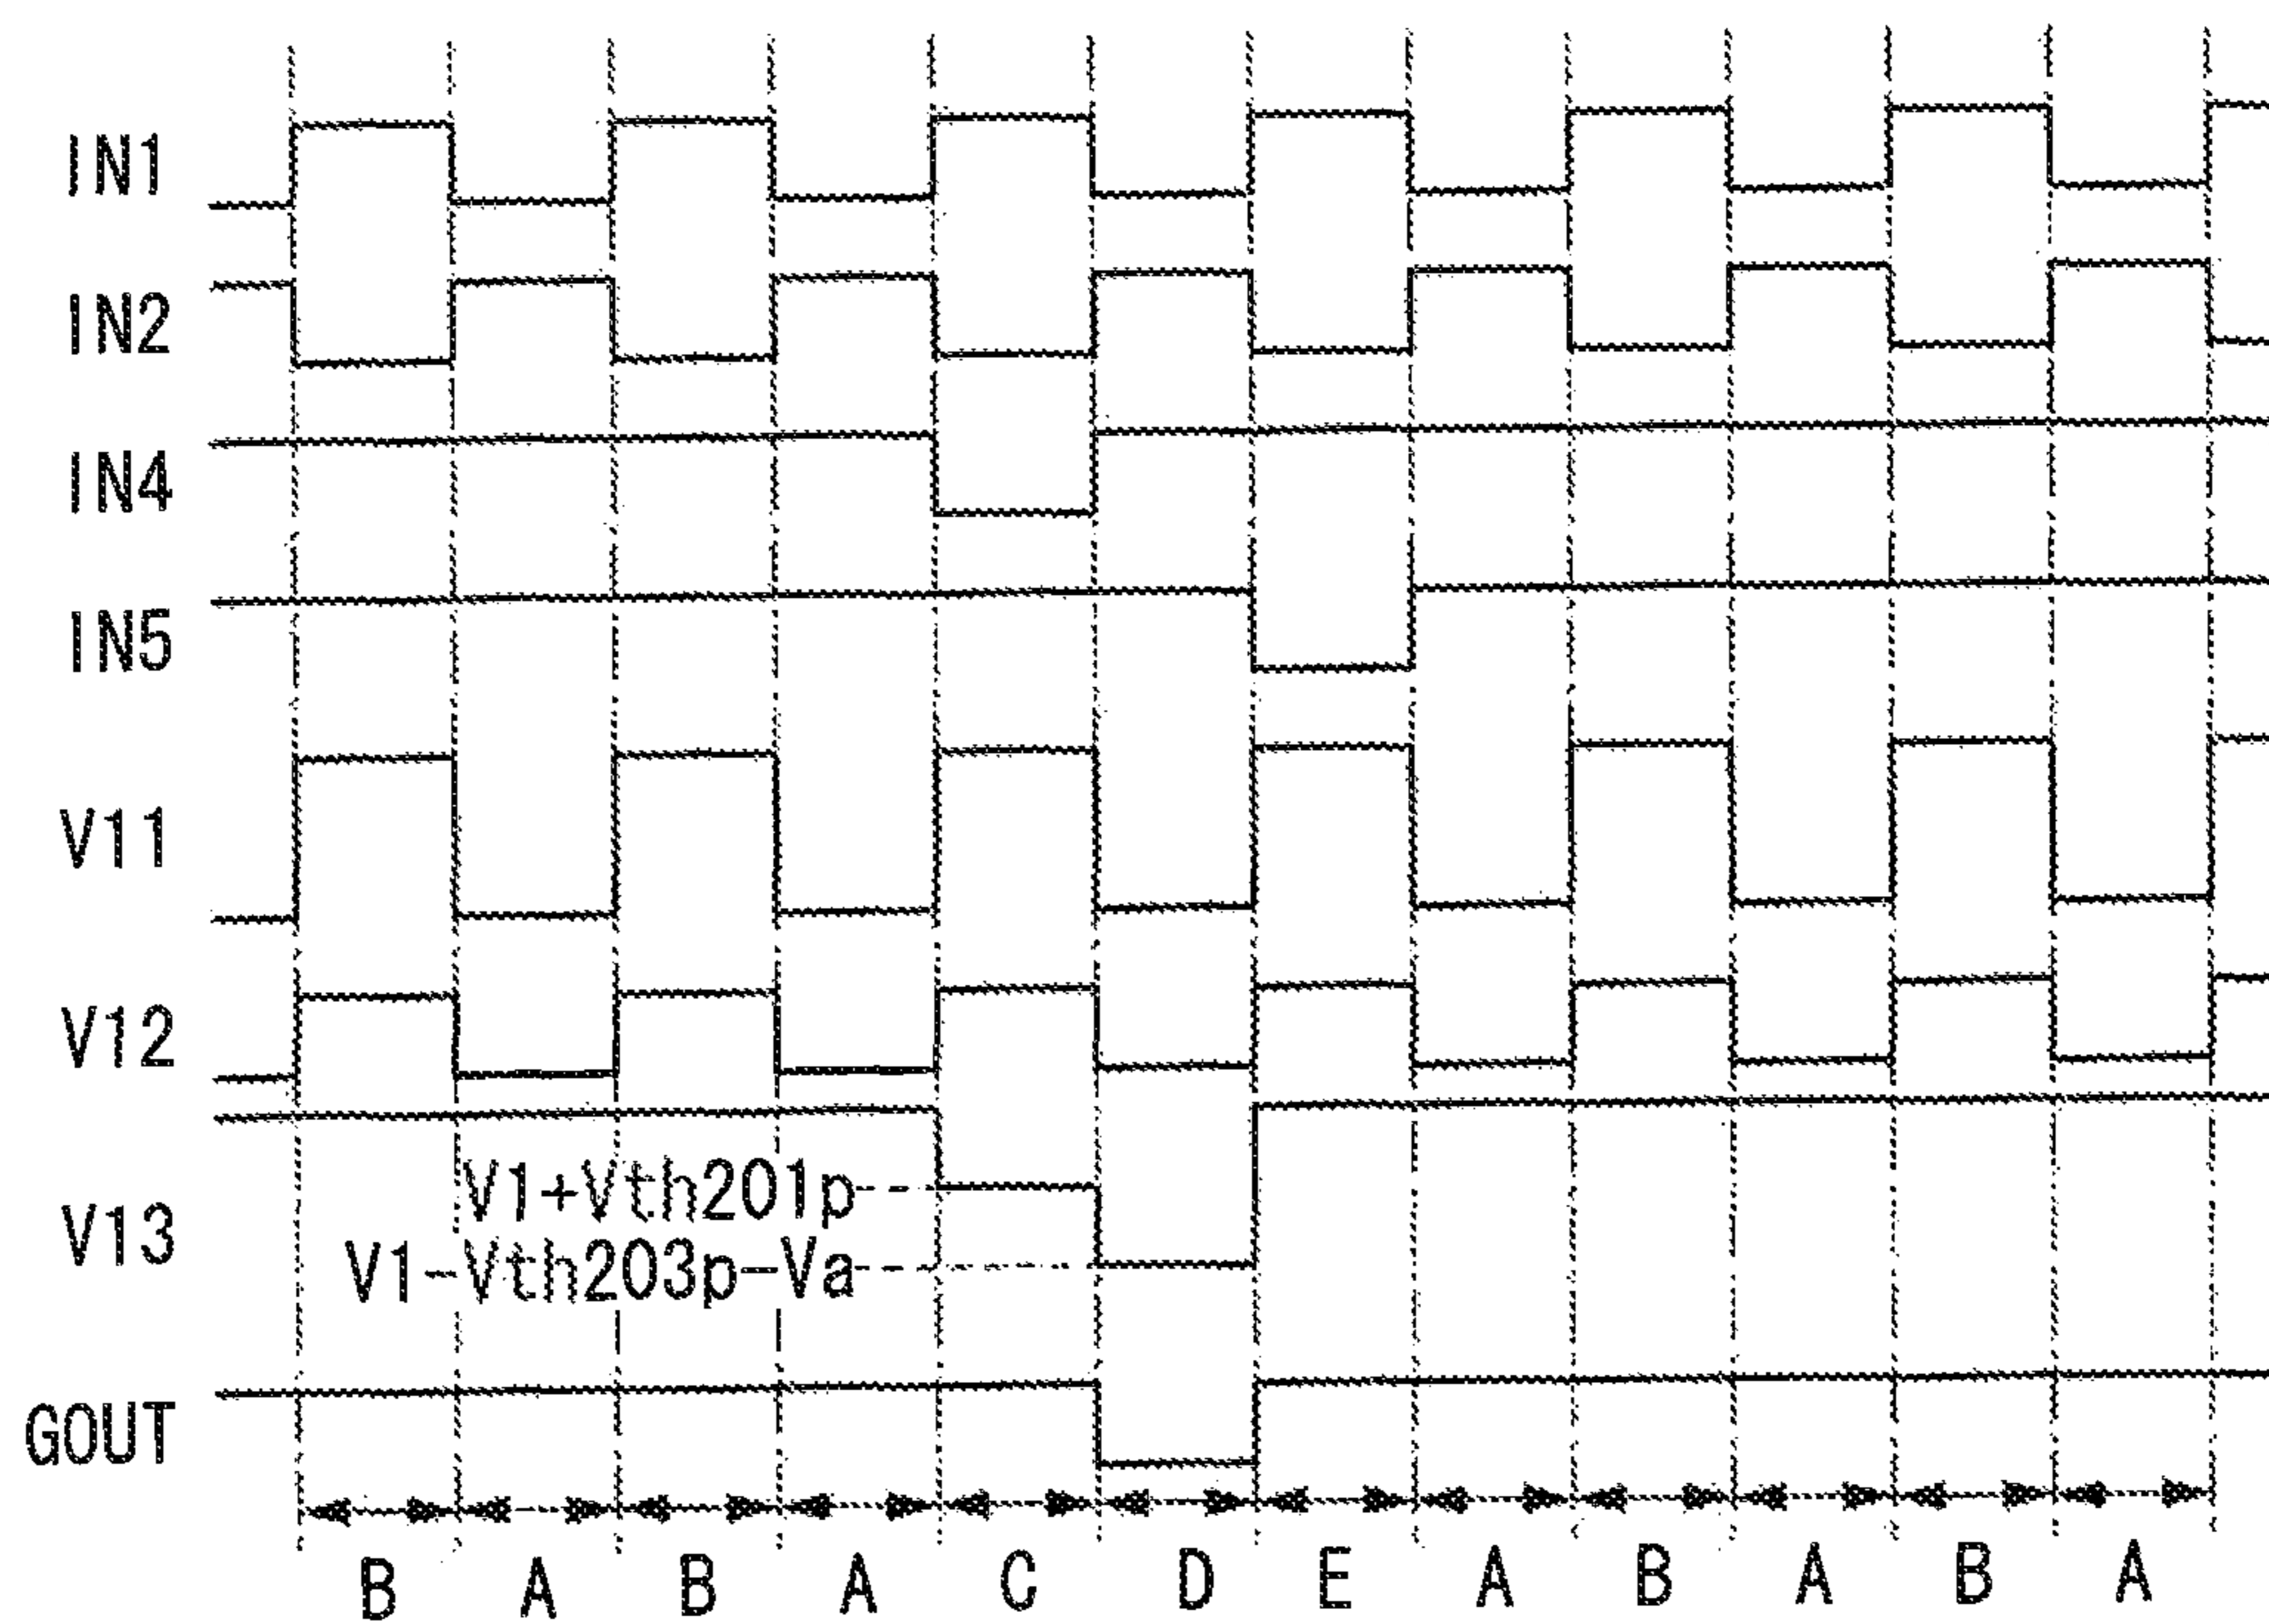 IN1
IN2
IN4
IN5
V11
V12
V13
V1+Vth201p
V1-Vth203p-Va
GOUT
B A B A C D E A B A B A